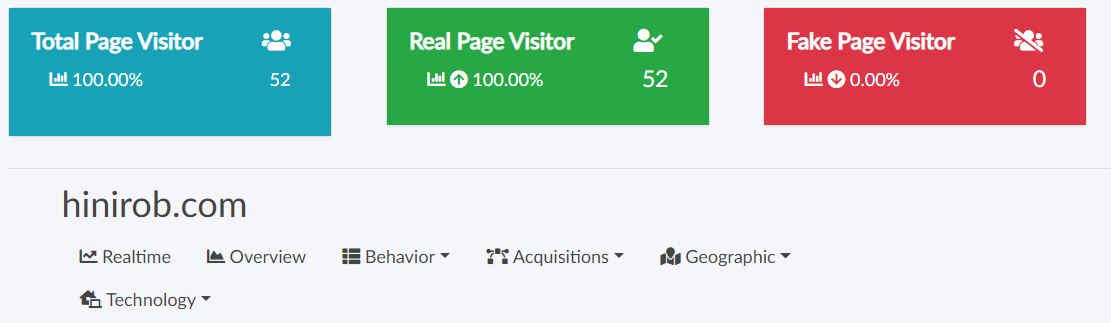 Total Page Visitor
100.00% 52
Real Page Visitor
100.00% 52
Fake Page Visitor
0.00% 0
hinirob.com
Realtime Overview Behavior Acquisitions Geographic
Technology